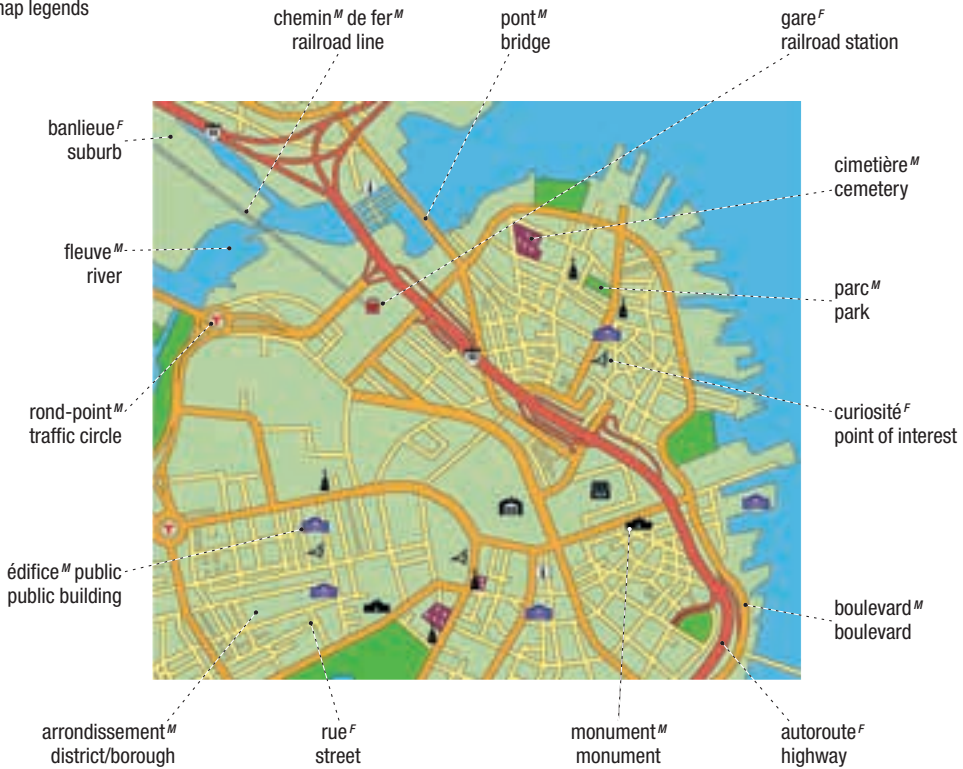 map legends
chemin M de fer M
railroad line
pont M
bridge
gare F
railroad station
banlieue F
suburb
cimetière M
cemetery
fleuve M
river
parc M
park
rond-point M
traffic circle
curiosité F
point of interest
édifice M public
public building
boulevard M
boulevard
arrondissement M
district/borough
rue F
street
monument M
monument
autoroute F
highway